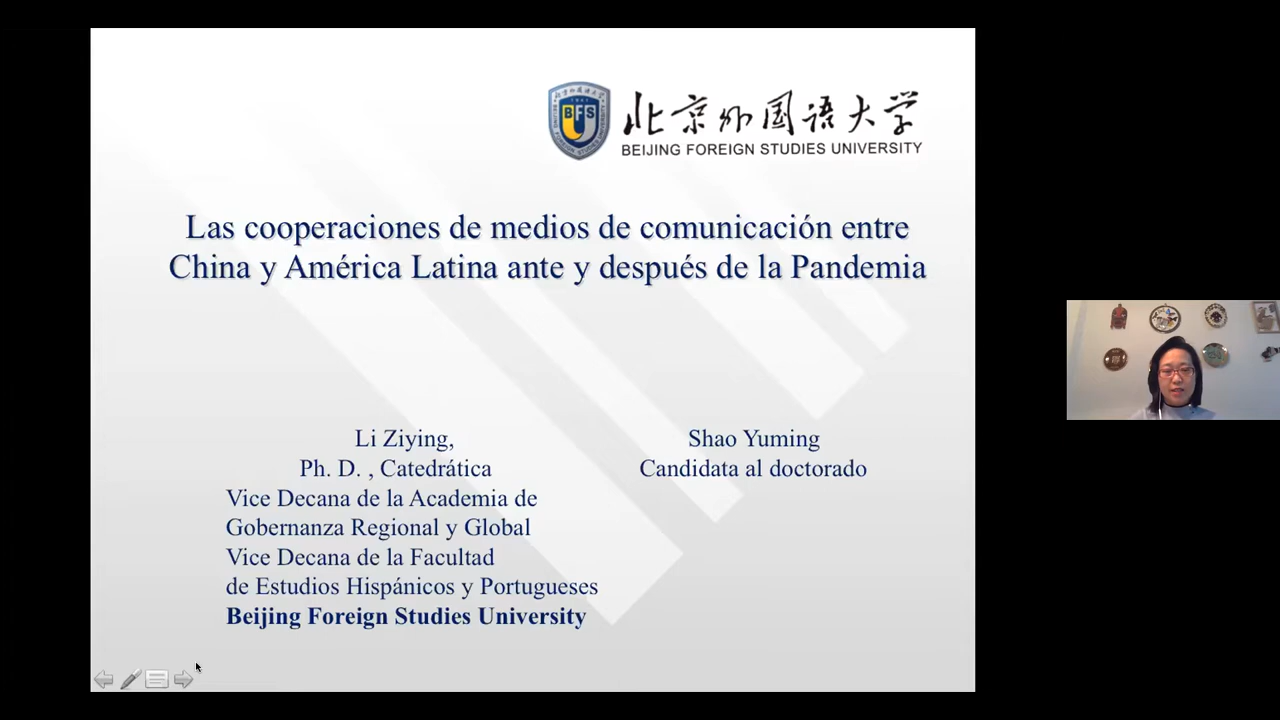 北京外国语大学
BFS
1941
BEIJING FOREIGN STUDIES UNIVERSITY
Las cooperaciones de medios de comunicación entre
China y América Latina ante y después de la Pandemia
Li Ziying,
Ph. D. , Catedrática
Vice Decana de la Academia de
Gobernanza Regional y Global
Vice Decana de la Facultad
de Estudios Hispánicos y Portugueses
Beijing Foreign Studies University
Shao Yuming
Candidata al doctorado